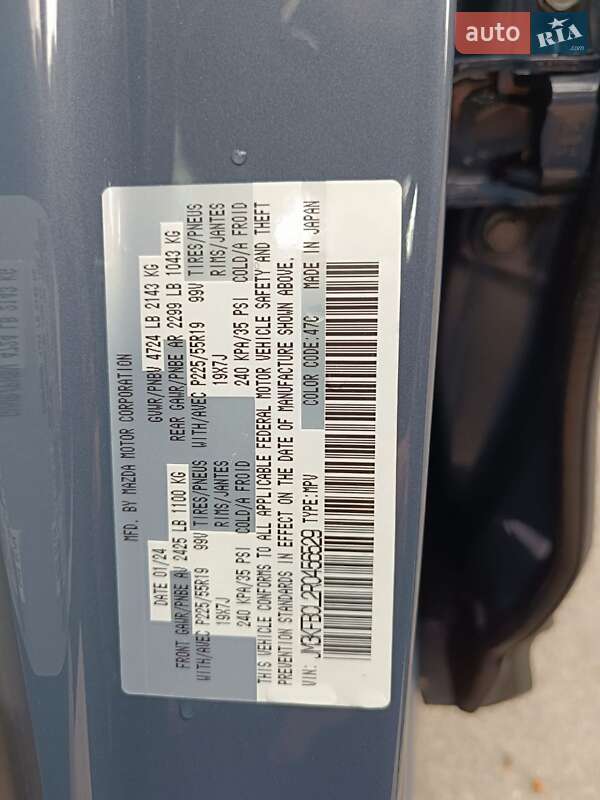 auto RIA .com
MFD. BY MAZDA MOTOR CORPORATION
DATE 01/24 GVWR/PNBV 4724 LB 2143 KG
FRONT GAWR/PNBE AV 2425 LB 1100 KG REAR GAWR/PNBE AR 2299 LB 1043 KG
WITH/AVEC P225/55R19 99V TIRES/PNEUS WITH/AVEC P225/55R19 99V TIRES/PNEUS
19X7J RIMS/JANTES 19X7J RIMS/JANTES
240 KPA/35 PSI COLD/A FROID 240 KPA/35 PSI COLD/A FROID
THIS VEHICLE CONFORMS TO ALL APPLICABLE FEDERAL MOTOR VEHICLE SAFETY AND THEFT
PREVENTION STANDARDS IN EFFECT ON THE DATE OF MANUFACTURE SHOWN ABOVE.
VIN: JM3KFBCL2R0456529 TYPE:MPV COLOR CODE:47C MADE IN JAPAN